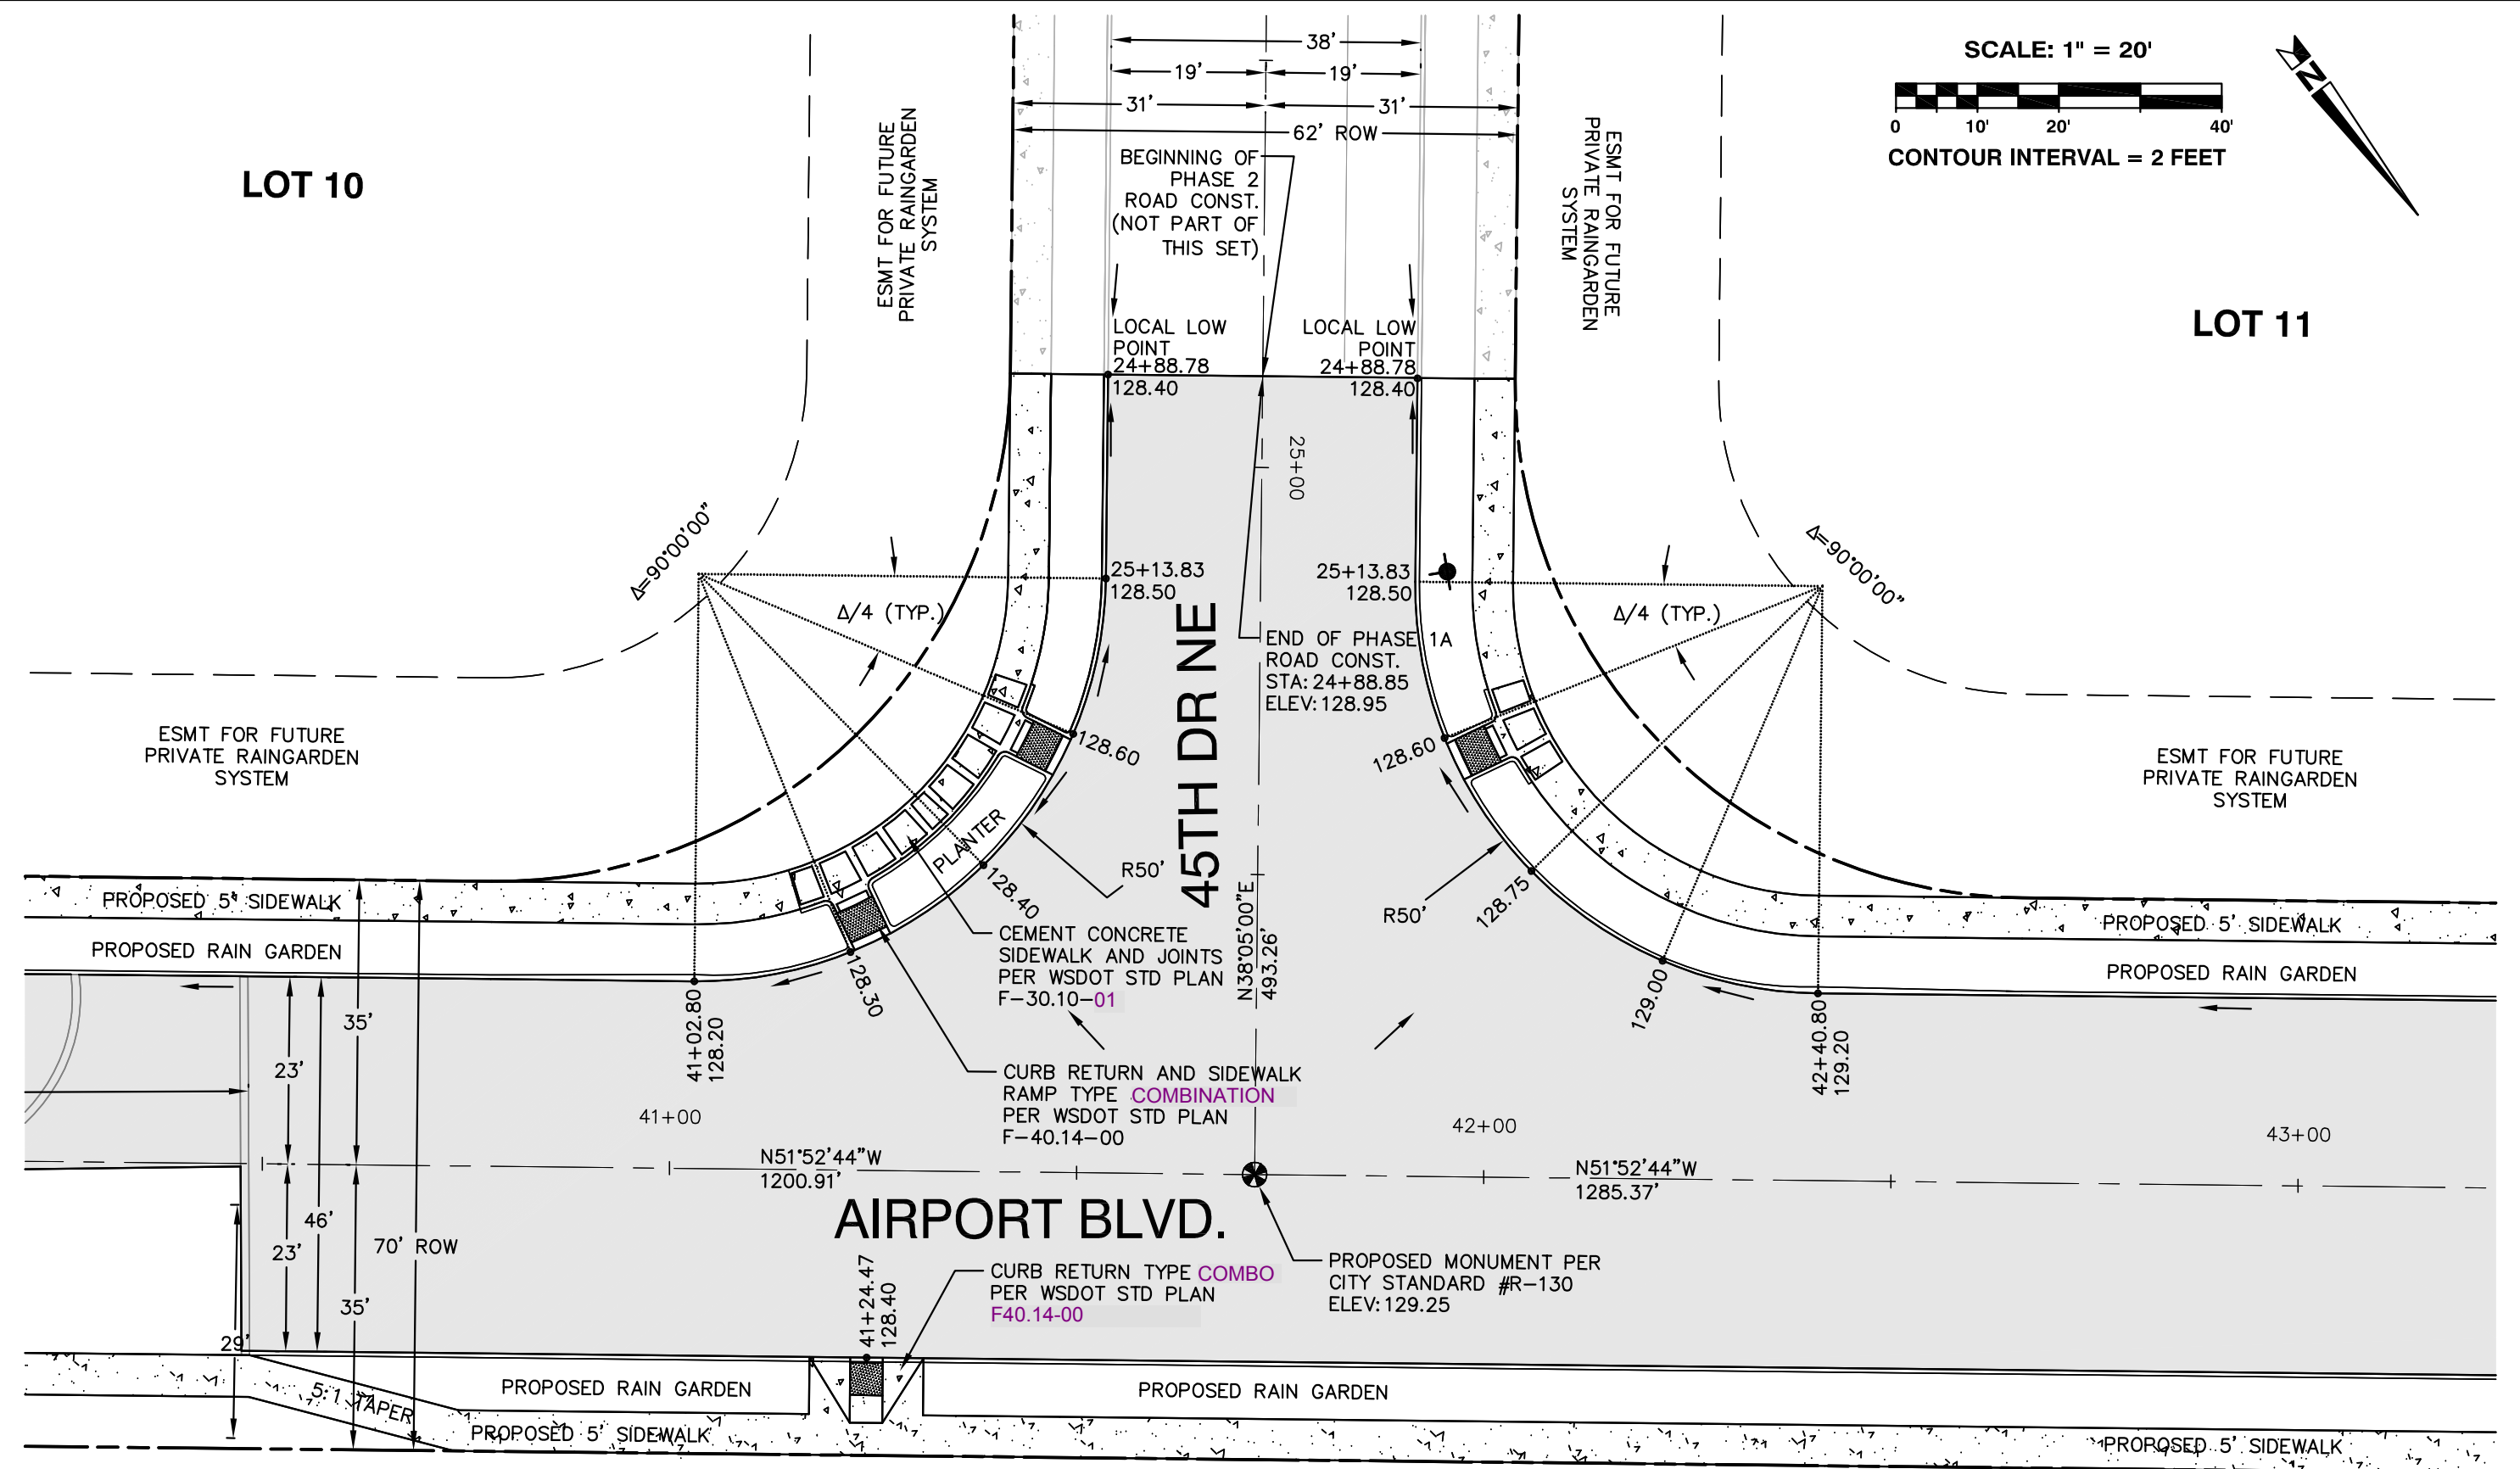 38'
19'
19'
31'
31'
62' ROW
SCALE: 1" = 20'
0
10'
20'
40'
CONTOUR INTERVAL = 2 FEET
N
LOT 10
ESMT FOR FUTURE
PRIVATE RAINGARDEN
SYSTEM
BEGINNING OF
PHASE 2
ROAD CONST.
(NOT PART OF
THIS SET)
ESMT FOR FUTURE
PRIVATE RAINGARDEN
SYSTEM
LOT 11
LOCAL LOW
POINT
24+88.78
128.40
LOCAL LOW
POINT
24+88.78
128.40
25+00
Δ=90°00'00"
Δ/4 (TYP.)
25+13.83
128.50
25+13.83
128.50
Δ/4 (TYP.)
Δ=90°00'00"
45TH DR NE
END OF PHASE 1A
ROAD CONST.
STA: 24+88.85
ELEV: 128.95
ESMT FOR FUTURE
PRIVATE RAINGARDEN
SYSTEM
128.60
128.60
ESMT FOR FUTURE
PRIVATE RAINGARDEN
SYSTEM
PLANTER
R50'
R50'
128.40
128.75
PROPOSED 5' SIDEWALK
PROPOSED RAIN GARDEN
128.30
41+02.80
128.20
CEMENT CONCRETE
SIDEWALK AND JOINTS
PER WSDOT STD PLAN
F-30.10-01
N38°05'00"E
493.26'
129.00
42+40.80
129.20
PROPOSED 5' SIDEWALK
PROPOSED RAIN GARDEN
35'
23'
CURB RETURN AND SIDEWALK
RAMP TYPE COMBINATION
PER WSDOT STD PLAN
F-40.14-00
41+00
42+00
43+00
N51°52'44"W
1200.91'
N51°52'44"W
1285.37'
AIRPORT BLVD.
46'
23'
70' ROW
35'
29'
41+24.47
128.40
CURB RETURN TYPE COMBO
PER WSDOT STD PLAN
F40.14-00
PROPOSED MONUMENT PER
CITY STANDARD #R-130
ELEV: 129.25
5:1 TAPER
PROPOSED RAIN GARDEN
PROPOSED RAIN GARDEN
PROPOSED 5' SIDEWALK
PROPOSED 5' SIDEWALK